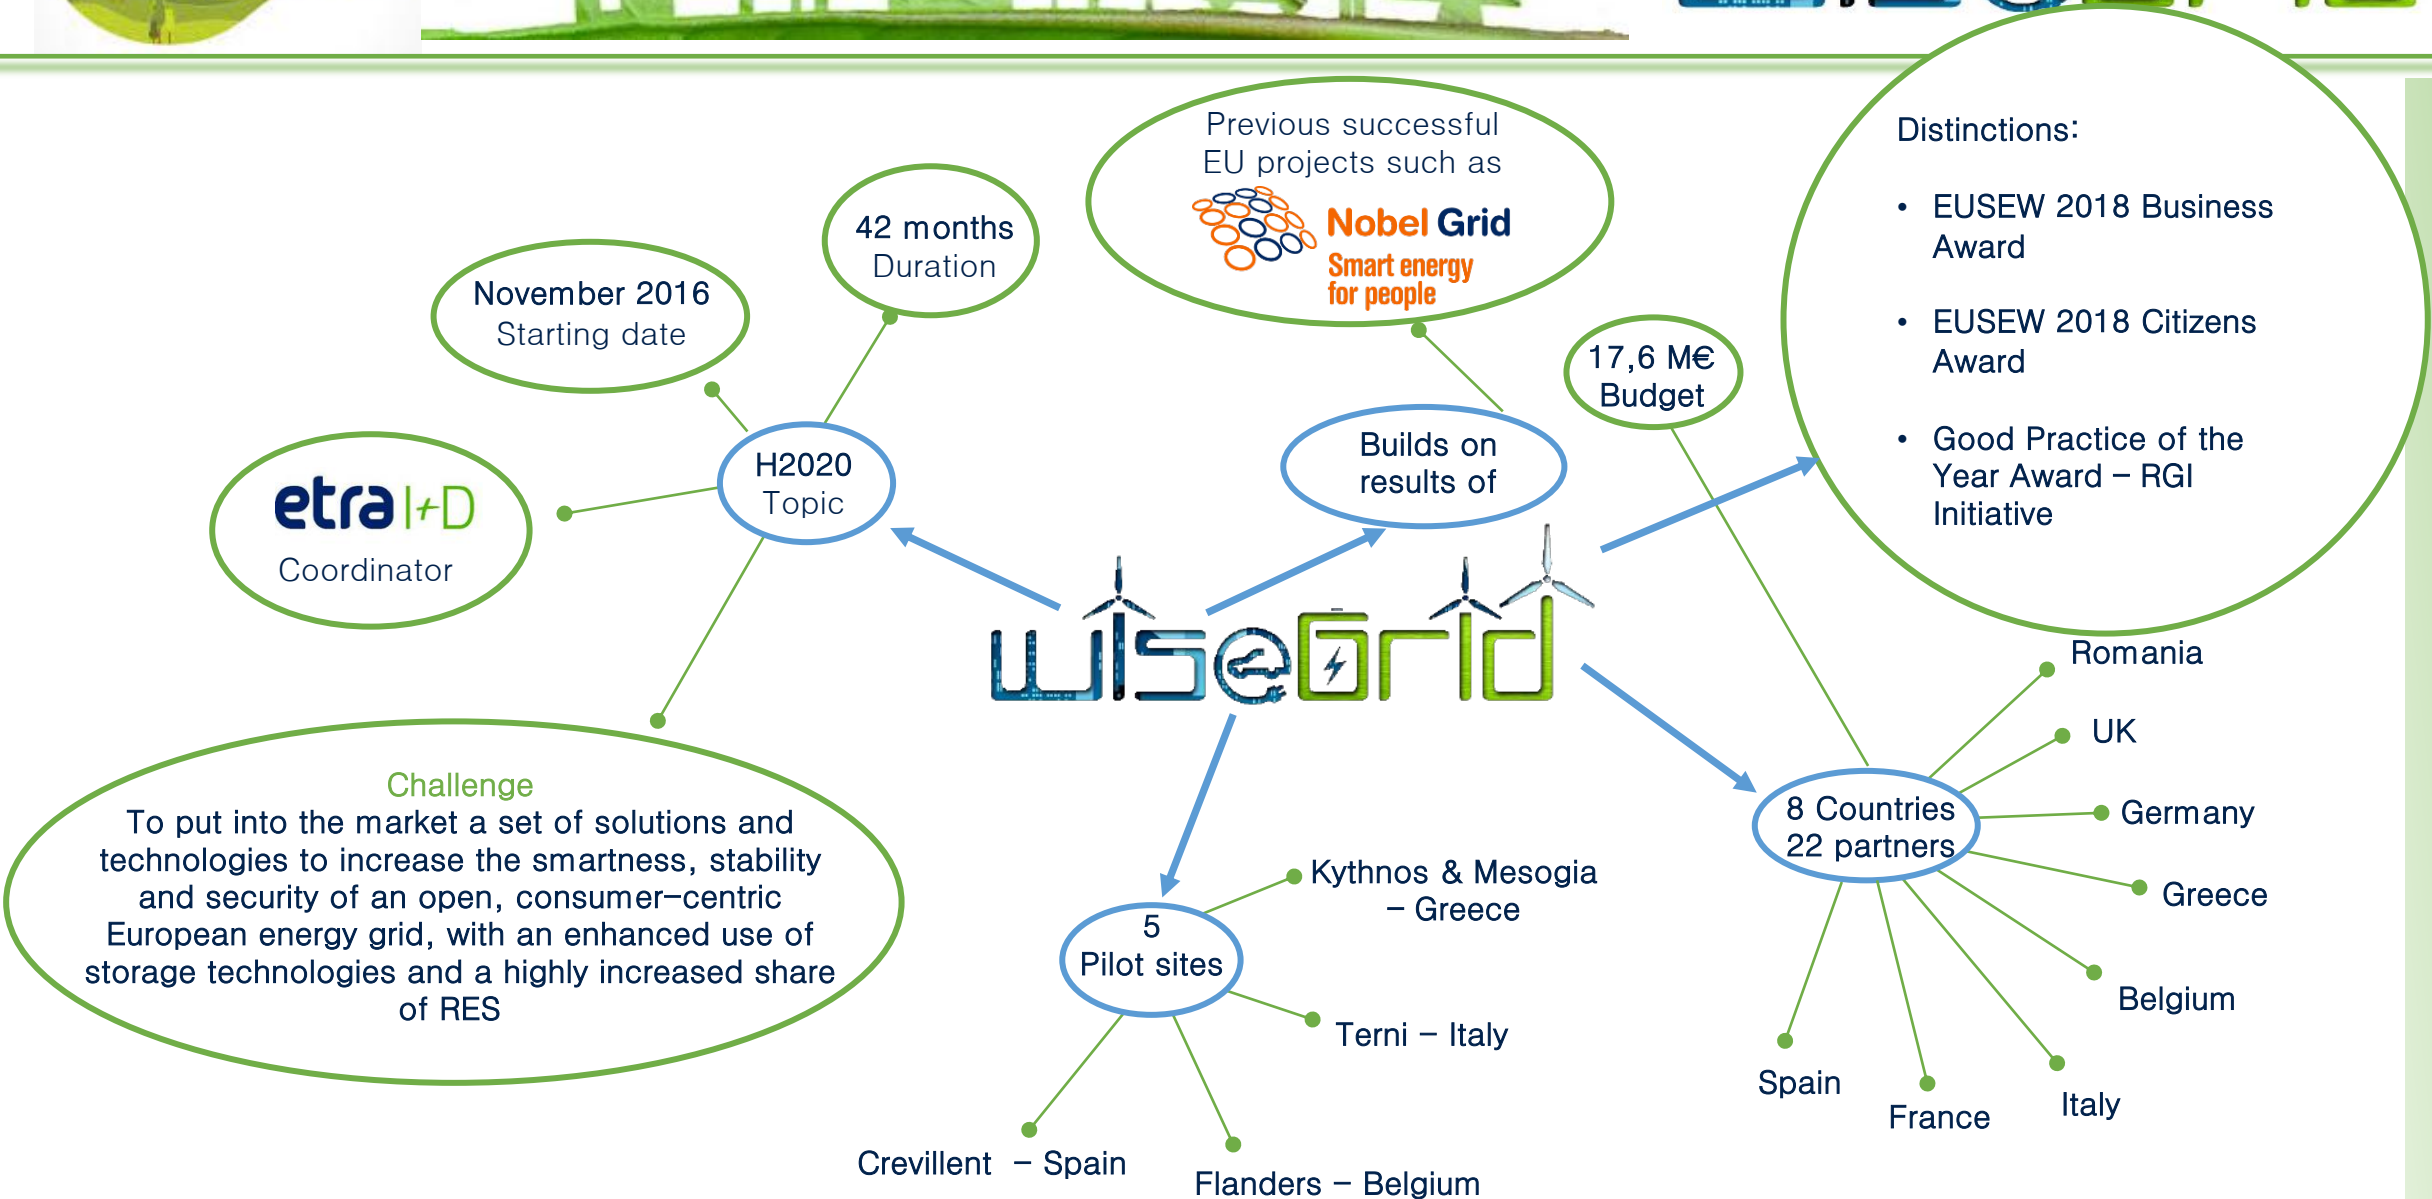 Previous successful
EU projects such as
Nobel Grid
Smart energy
for people
Distinctions:
• EUSEW 2018 Business
Award
• EUSEW 2018 Citizens
Award
• Good Practice of the
Year Award – RGI
Initiative
42 months
Duration
November 2016
Starting date
17,6 M€
Budget
Builds on
results of
H2020
Topic
etra I+D
Coordinator
wiseGrid
Challenge
To put into the market a set of solutions and
technologies to increase the smartness, stability
and security of an open, consumer-centric
European energy grid, with an enhanced use of
storage technologies and a highly increased share
of RES
5
Pilot sites
Kythnos & Mesogia
– Greece
Terni – Italy
Flanders – Belgium
Crevillent – Spain
8 Countries
22 partners
Romania
UK
Germany
Greece
Belgium
Italy
France
Spain